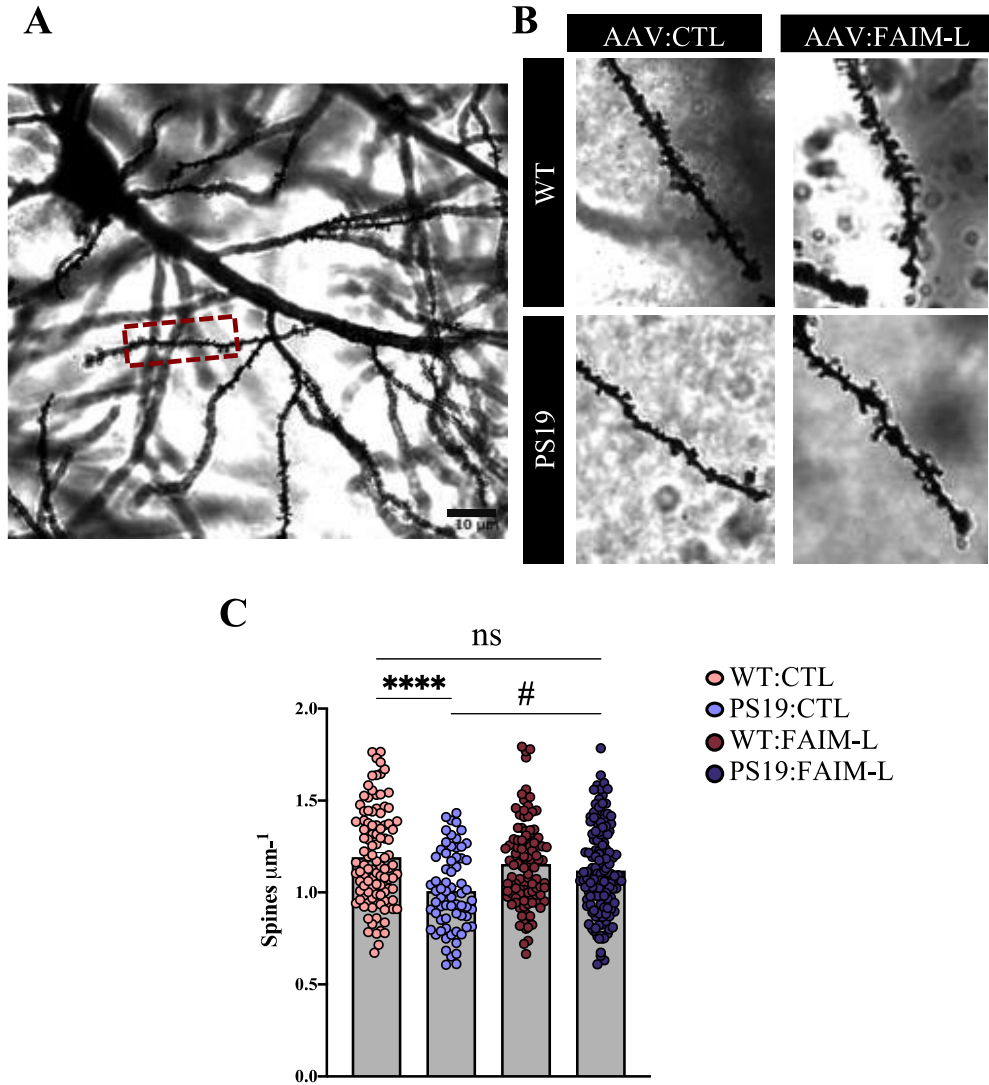 A
B
AAV:CTL
AAV:FAIM-L
WT
PS19
10 μm
C
ns
****
#
WT:CTL
PS19:CTL
WT:FAIM-L
PS19:FAIM-L
Spines μm-¹
2.0
1.5
1.0
0.5
0.0